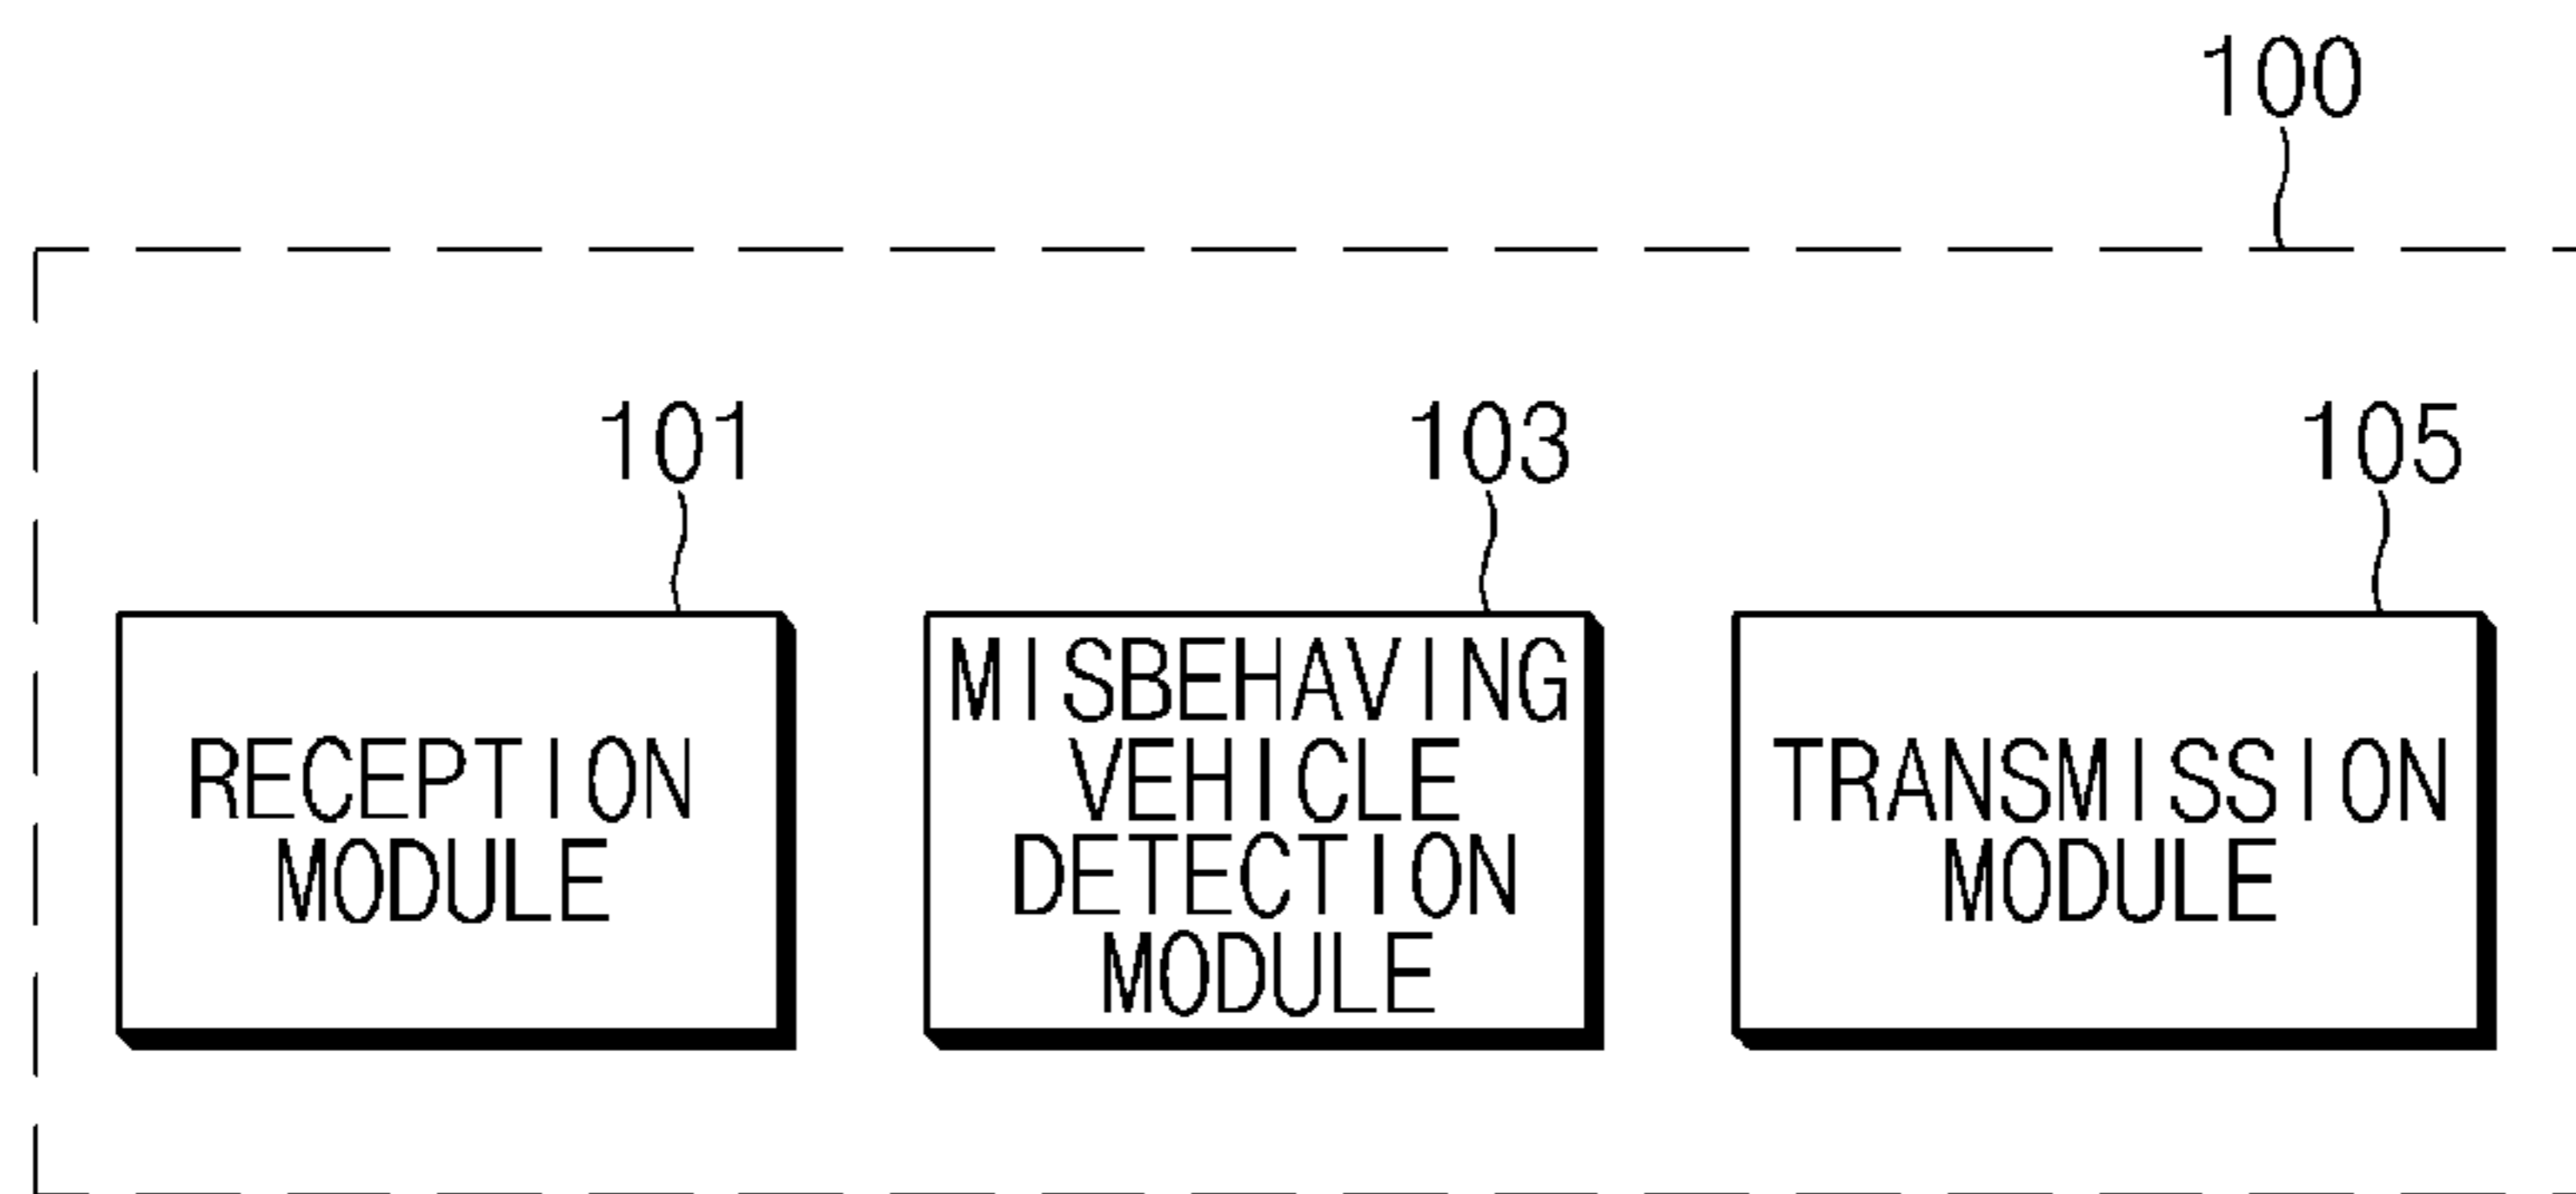 100
101
103
105
RECEPTION
MODULE
MISBEHAVING
VEHICLE
DETECTION
MODULE
TRANSMISSION
MODULE